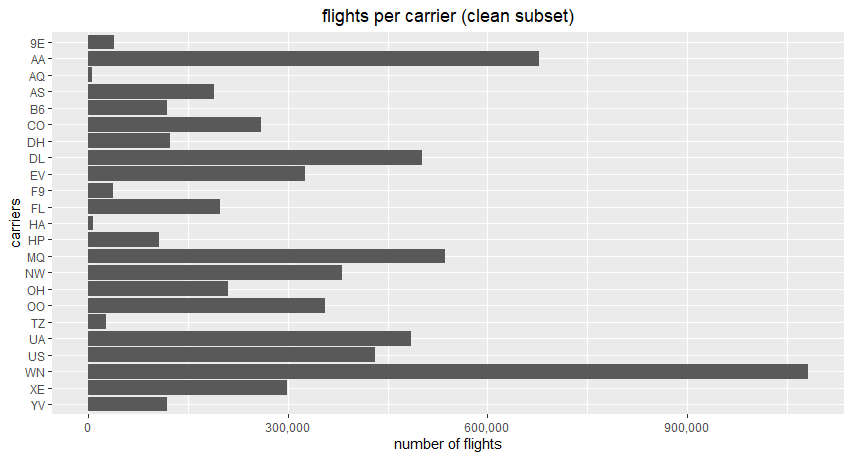 flights per carrier (clean subset)
carriers
9E
AA
AQ
AS
B6
CO
DH
DL
EV
F9
FL
HA
HP
MQ
NW
OH
OO
TZ
UA
US
WN
XE
YV
0 300,000 600,000 900,000
number of flights